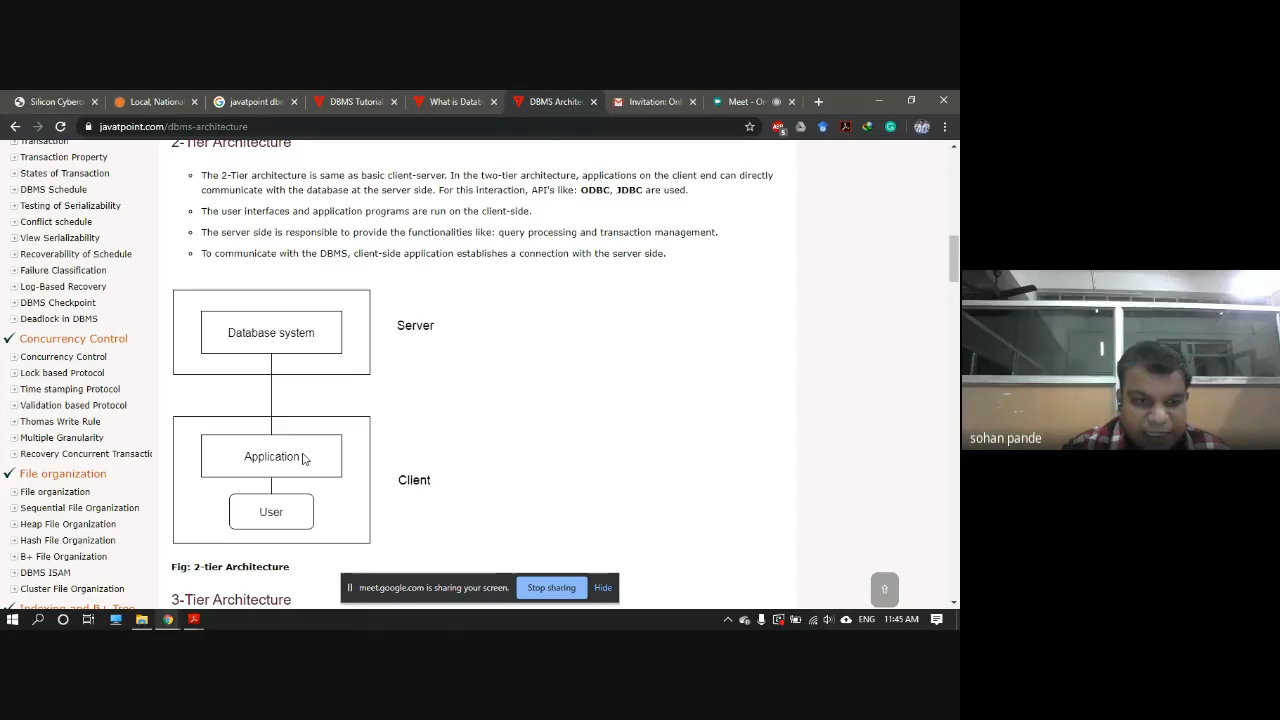 Silicon Cyberc
Local, National
javatpoint dbm
DBMS Tutorial
What is Databa
DBMS Archite
Invitation: Onl
Meet - On
javatpoint.com/dbms-architecture
Transaction
Transaction Property
States of Transaction
DBMS Schedule
Testing of Serializability
Conflict schedule
View Serializability
Recoverability of Schedule
Failure Classification
Log-Based Recovery
DBMS Checkpoint
Deadlock in DBMS
Concurrency Control
Concurrency Control
Lock based Protocol
Time stamping Protocol
Validation based Protocol
Thomas Write Rule
Multiple Granularity
Recovery Concurrent Transactic
File organization
File organization
Sequential File Organization
Heap File Organization
Hash File Organization
B+ File Organization
DBMS ISAM
Cluster File Organization
Indexing and B+ Tree
2-Tier Architecture
The 2-Tier architecture is same as basic client-server. In the two-tier architecture, applications on the client end can directly
communicate with the database at the server side. For this interaction, API's like: ODBC, JDBC are used.
The user interfaces and application programs are run on the client-side.
The server side is responsible to provide the functionalities like: query processing and transaction management.
To communicate with the DBMS, client-side application establishes a connection with the server side.
Database system
Server
Application
Client
User
Fig: 2-tier Architecture
3-Tier Architecture
meet.google.com is sharing your screen.
Stop sharing
Hide
ENG
11:45 AM
sohan pande